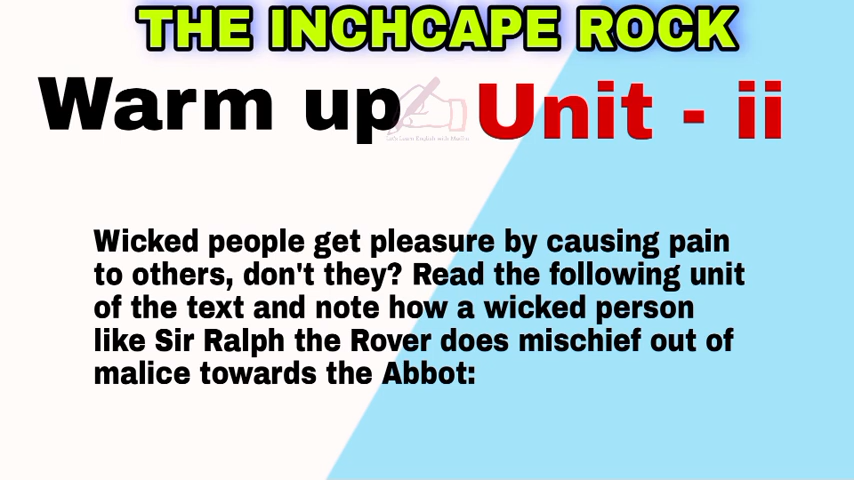 THE INCHCAPE ROCK
Warm up Unit - ii
Wicked people get pleasure by causing pain
to others, don't they? Read the following unit
of the text and note how a wicked person
like Sir Ralph the Rover does mischief out of
malice towards the Abbot: